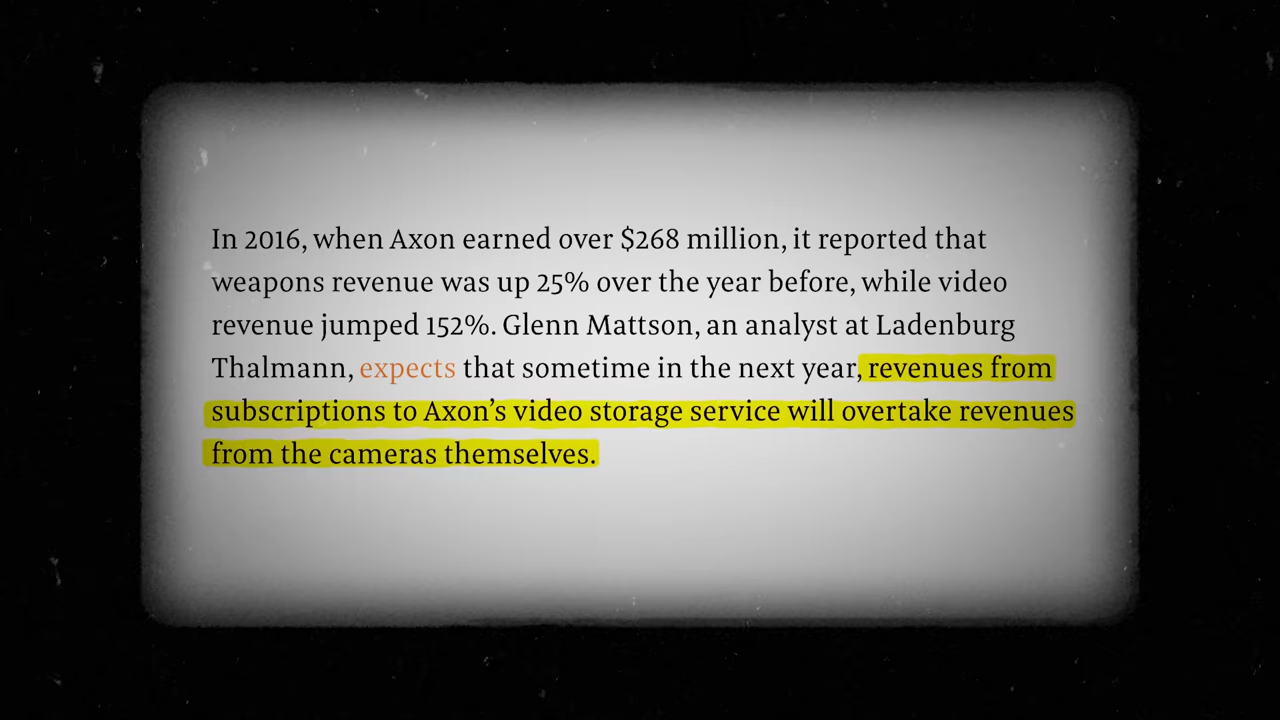 In 2016, when Axon earned over $268 million, it reported that
weapons revenue was up 25% over the year before, while video
revenue jumped 152%. Glenn Mattson, an analyst at Ladenburg
Thalmann, expects that sometime in the next year, revenues from
subscriptions to Axon’s video storage service will overtake revenues
from the cameras themselves.